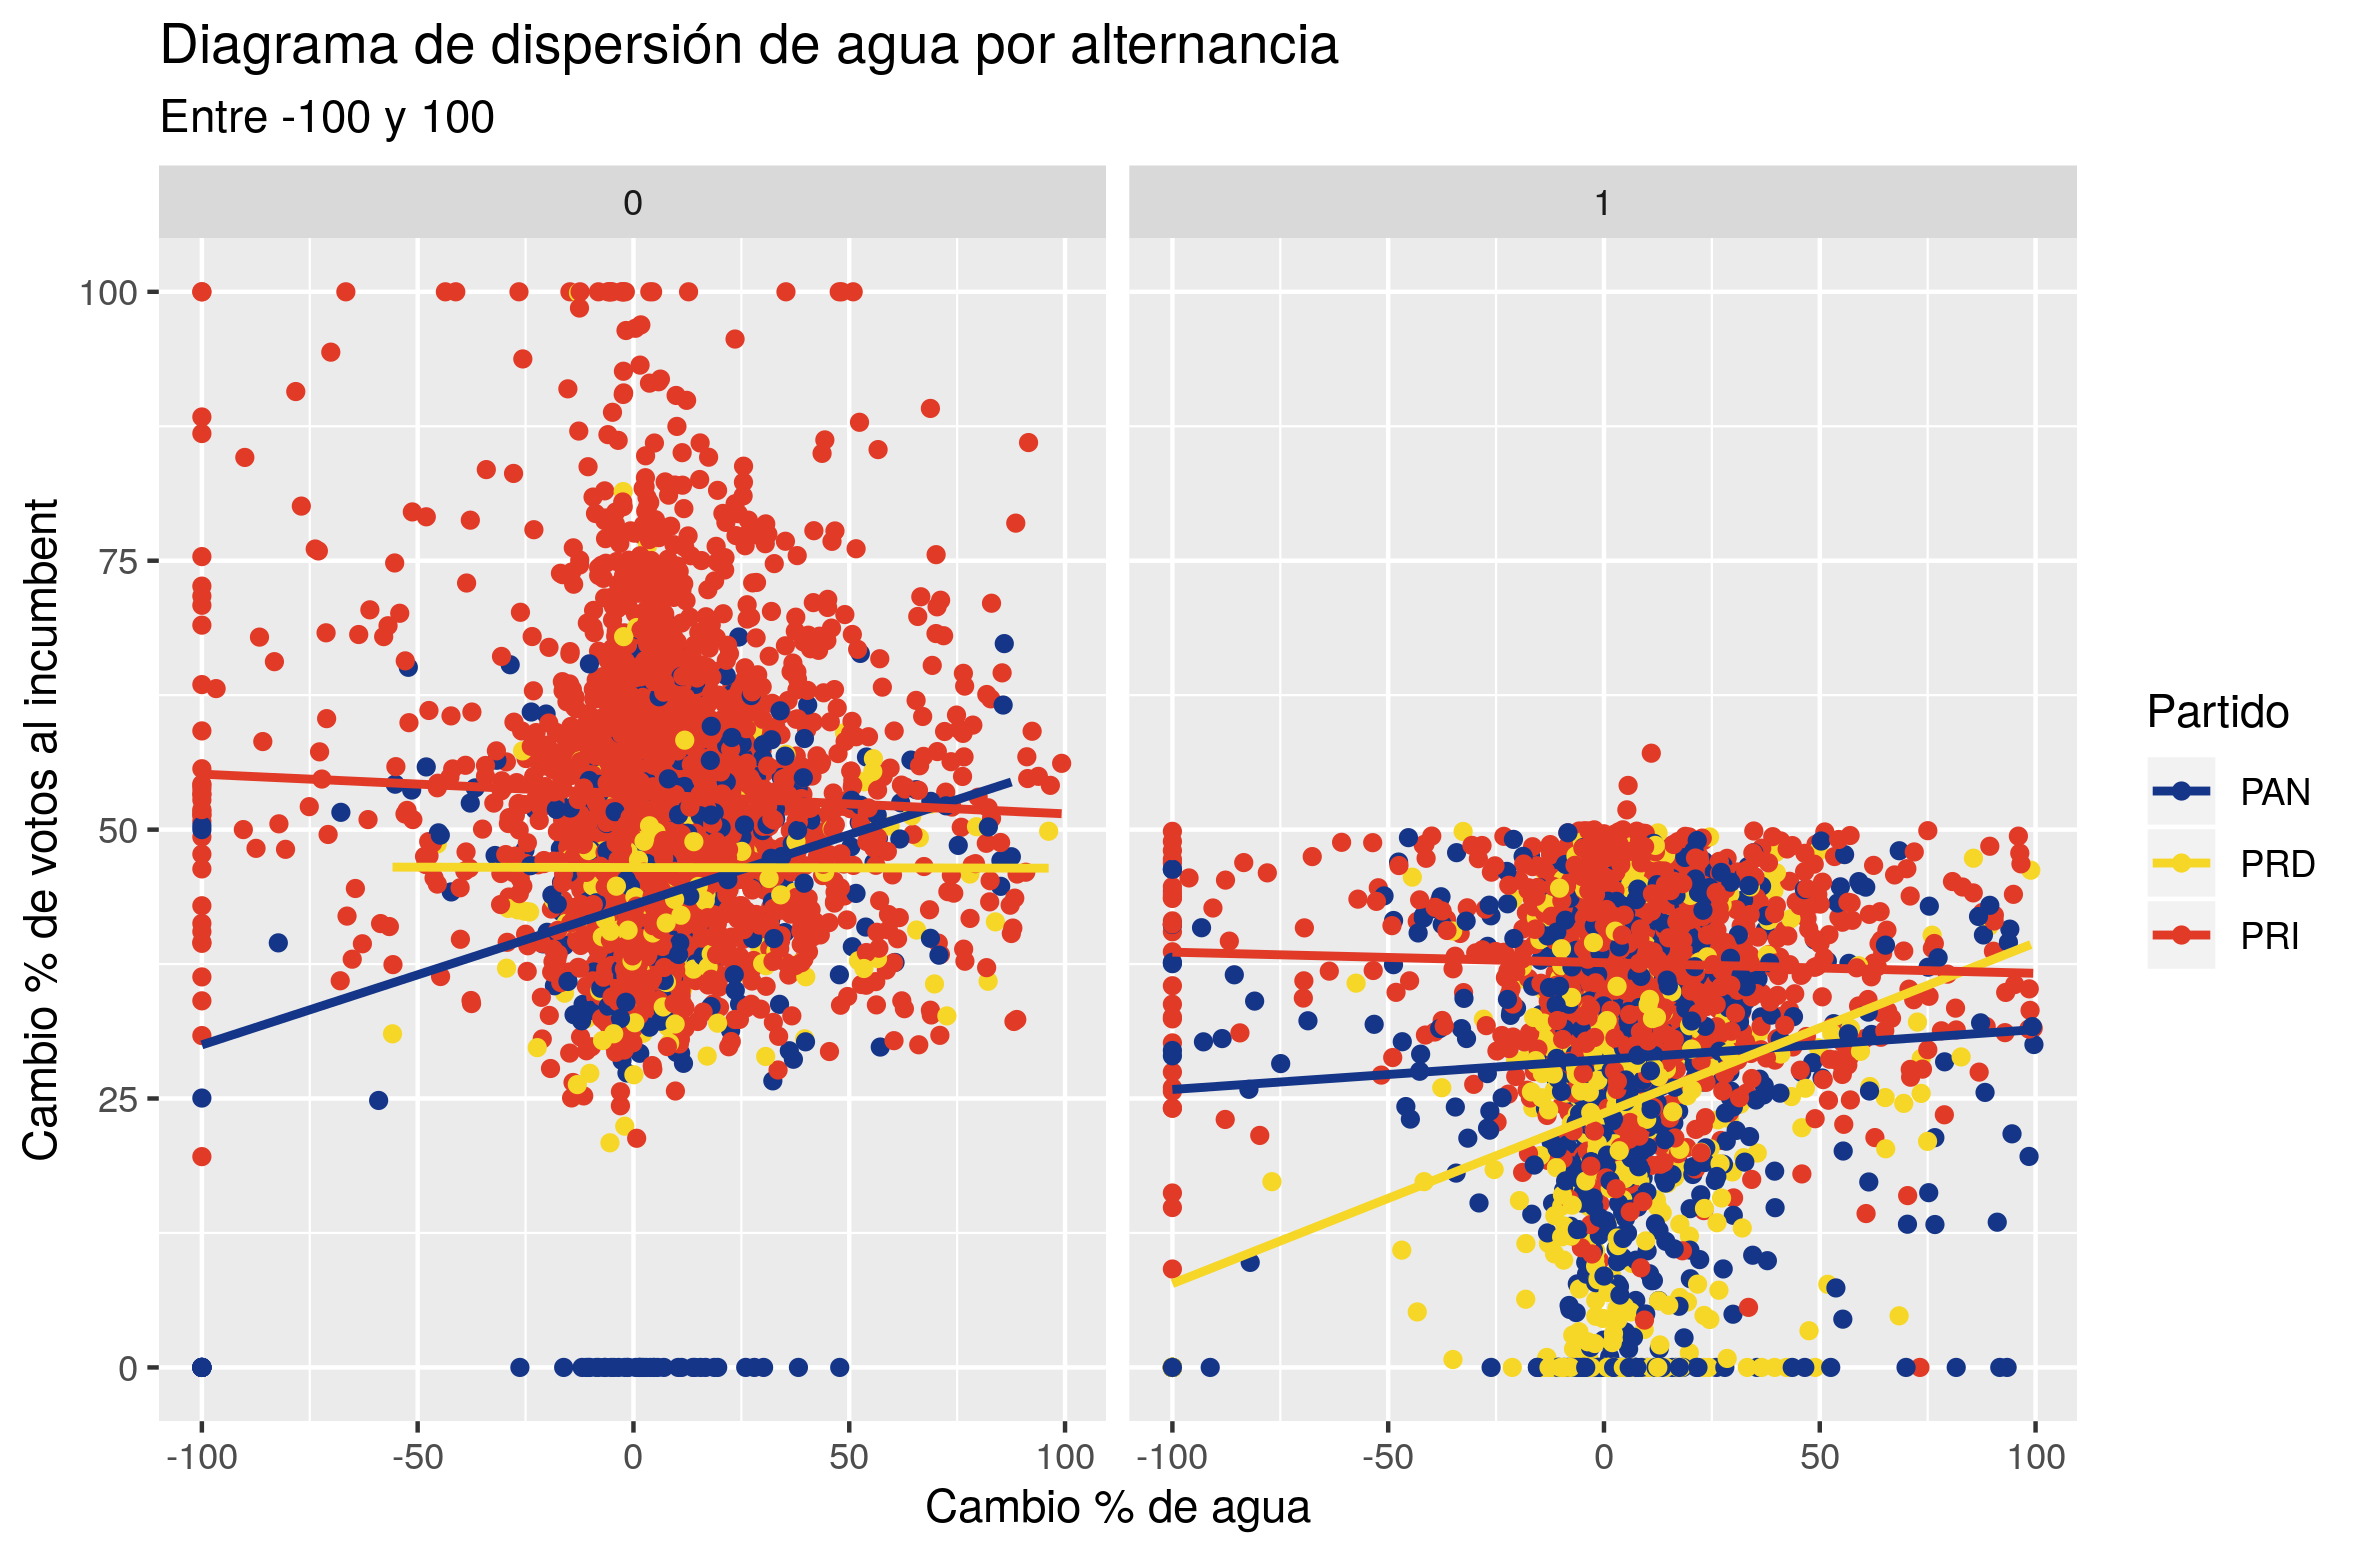 Diagrama de dispersión de agua por alternancia
Entre -100 y 100
0
1
Cambio % de votos al incumbent
100
75
50
25
0
-100
-50
0
50
100
-100
-50
0
50
100
Cambio % de agua
Partido
PAN
PRD
PRI